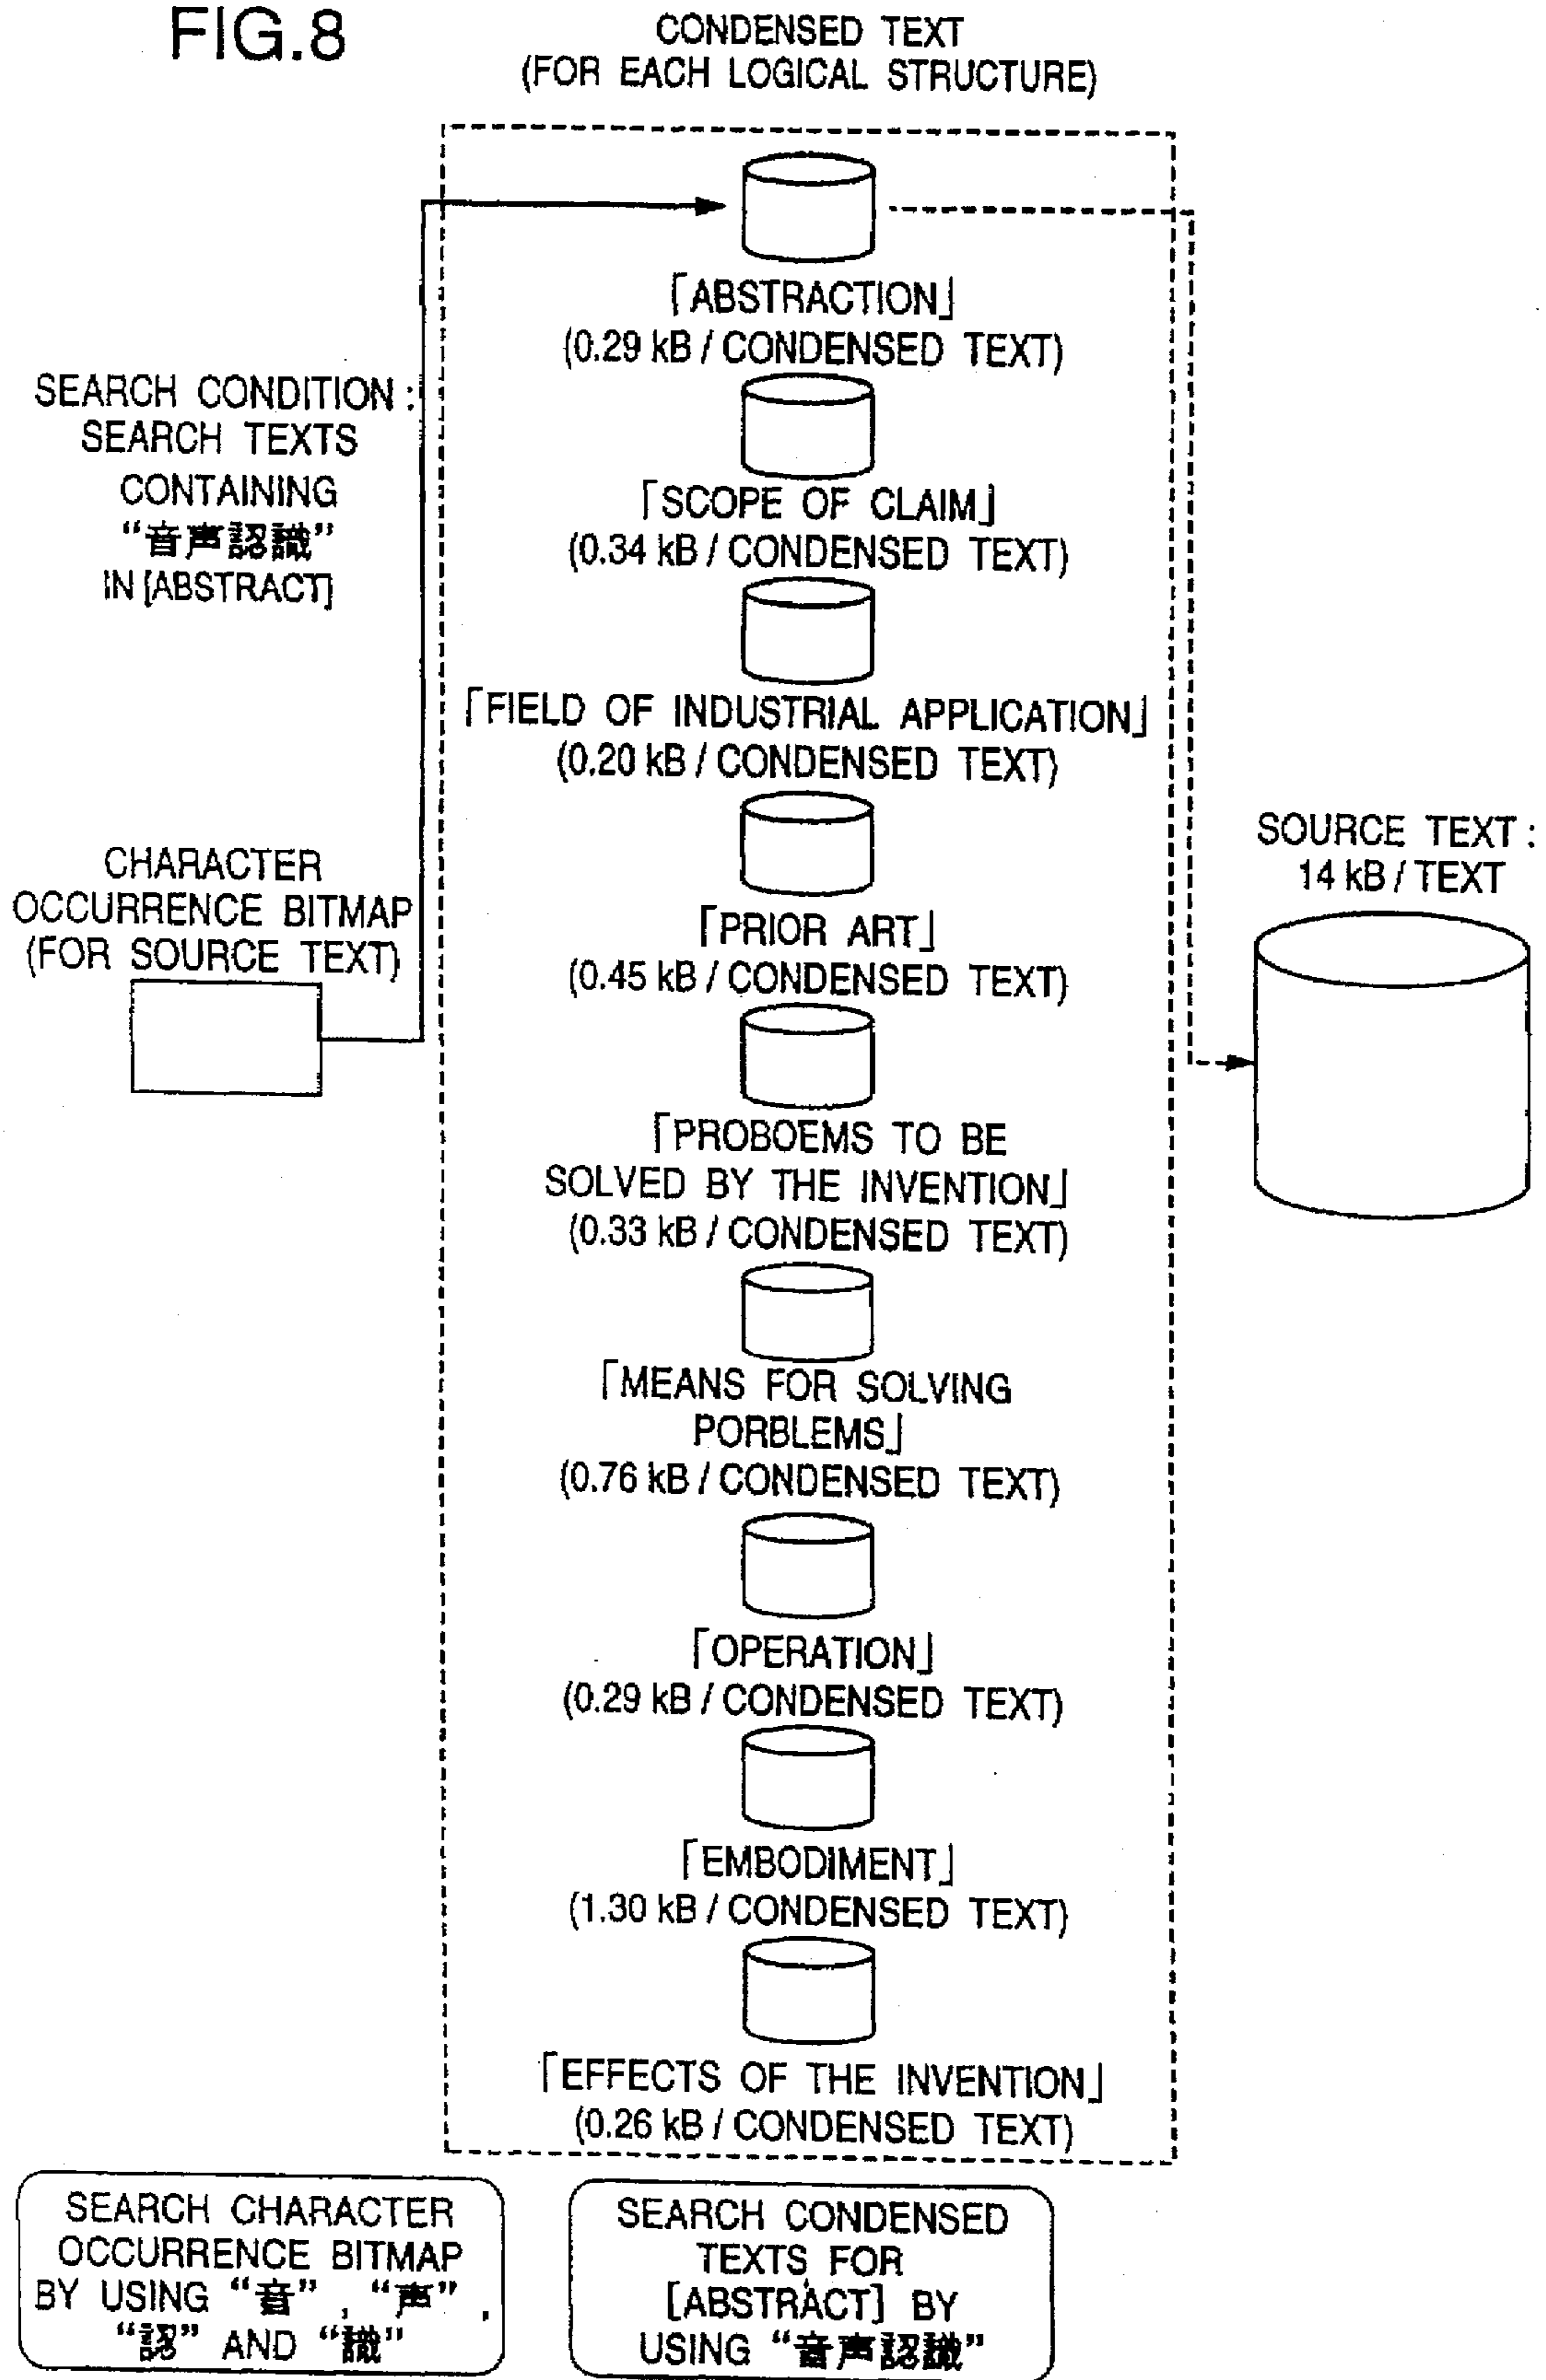 FIG.8
CONDENSED TEXT
(FOR EACH LOGICAL STRUCTURE)
「ABSTRACTION」
(0.29 kB / CONDENSED TEXT)
SEARCH CONDITION :
SEARCH TEXTS
CONTAINING
“音声認識”
IN [ABSTRACT]
「SCOPE OF CLAIM」
(0.34 kB / CONDENSED TEXT)
「FIELD OF INDUSTRIAL APPLICATION」
(0.20 kB / CONDENSED TEXT)
CHARACTER
OCCURRENCE BITMAP
(FOR SOURCE TEXT)
SOURCE TEXT :
14 kB / TEXT
「PRIOR ART」
(0.45 kB / CONDENSED TEXT)
「PROBOEMS TO BE
SOLVED BY THE INVENTION」
(0.33 kB / CONDENSED TEXT)
「MEANS FOR SOLVING
PORBLEMS」
(0.76 kB / CONDENSED TEXT)
「OPERATION」
(0.29 kB / CONDENSED TEXT)
「EMBODIMENT」
(1.30 kB / CONDENSED TEXT)
「EFFECTS OF THE INVENTION」
(0.26 kB / CONDENSED TEXT)
SEARCH CHARACTER
OCCURRENCE BITMAP
BY USING “音” , “声” ,
“認” AND “識”
SEARCH CONDENSED
TEXTS FOR
[ABSTRACT] BY
USING “音声認識”